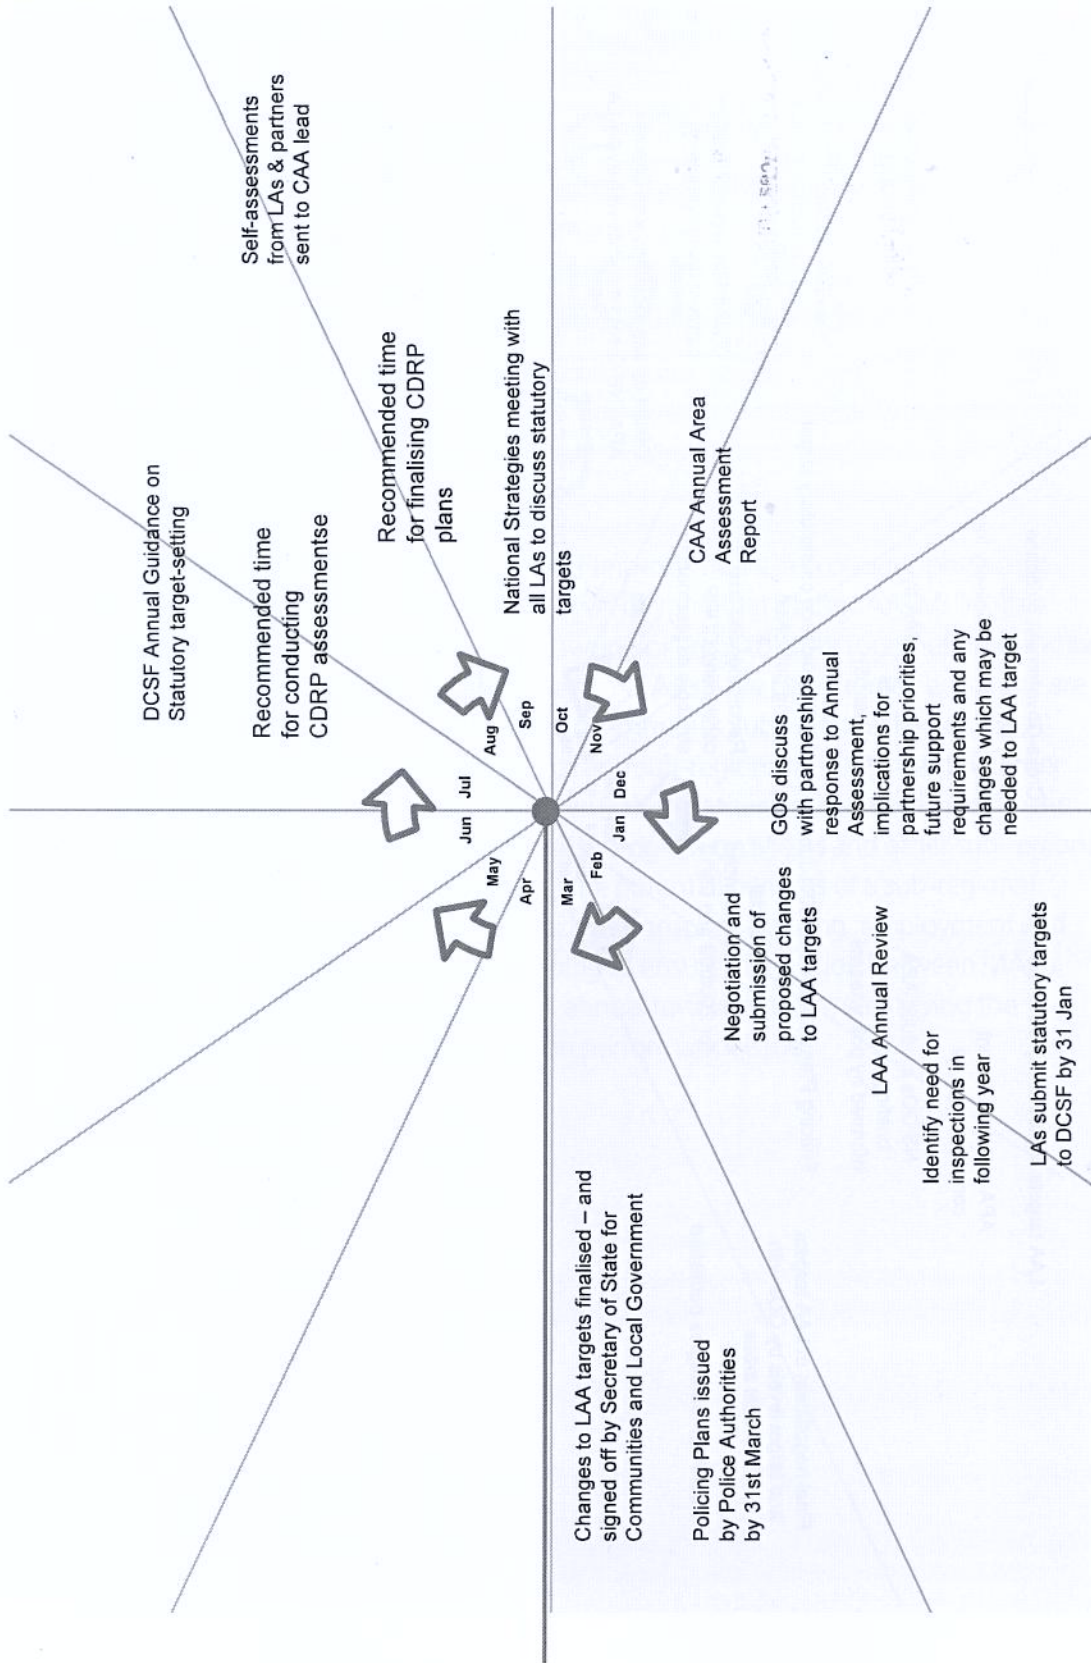 DCSF Annual Guidance on
Statutory target-setting
Recommended time
for conducting
CDRP assessmentse
Self-assessments
from LAs & partners
sent to CAA lead
Recommended time
for finalising CDRP
plans
National Strategies meeting with
all LAs to discuss statutory
targets
CAA Annual Area
Assessment
Report
GOs discuss
with partnerships
response to Annual
Assessment,
implications for
partnership priorities,
future support
requirements and any
changes which may be
needed to LAA target
Negotiation and
submission of
proposed changes
to LAA targets
LAA Annual Review
Identify need for
inspections in
following year
LAs submit statutory targets
to DCSF by 31 Jan
Changes to LAA targets finalised – and
signed off by Secretary of State for
Communities and Local Government
Policing Plans issued
by Police Authorities
by 31st March
Apr
May
Jun
Jul
Aug
Sep
Oct
Nov
Dec
Jan
Feb
Mar